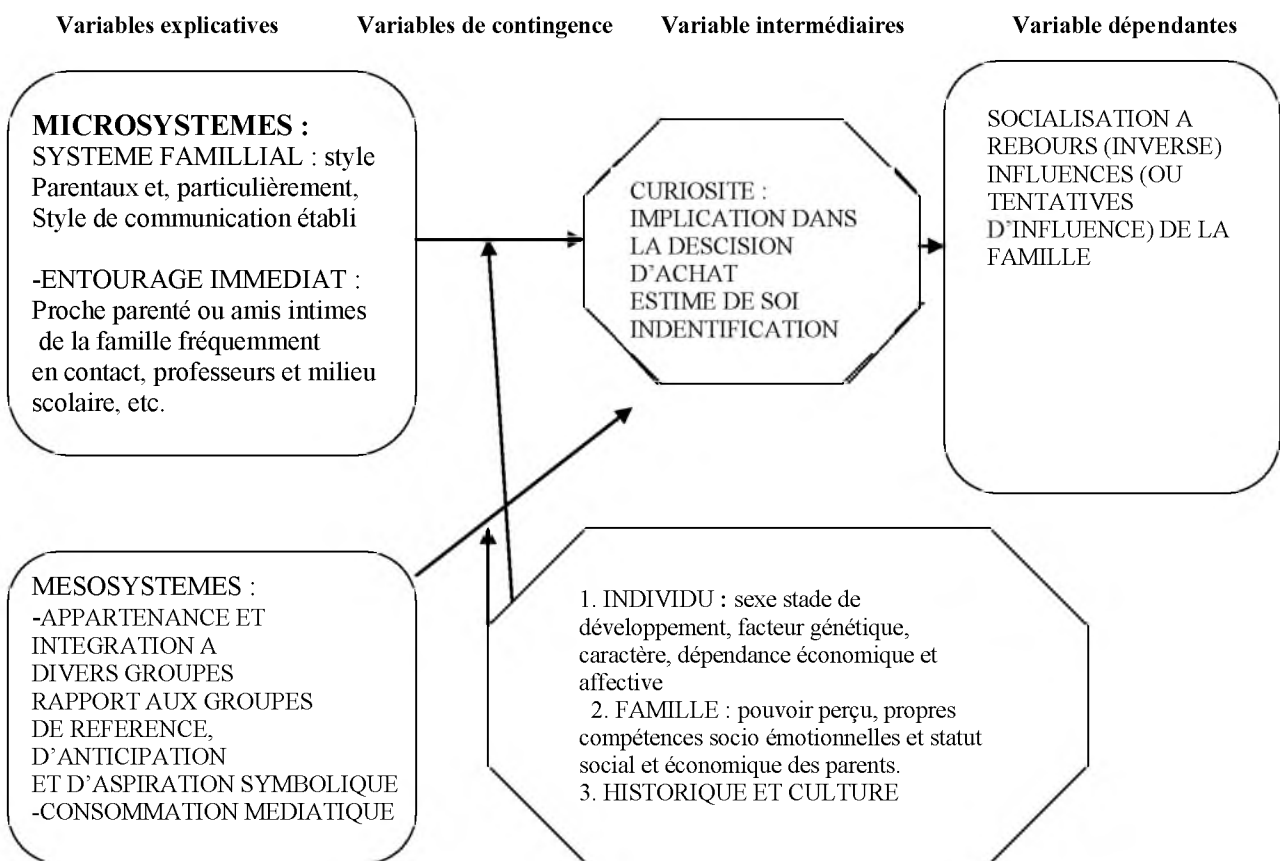 Variables explicatives
Variables de contingence
Variable intermédiaires
Variable dépendantes
MICROSYSTEMES :
SYSTEME FAMILLIAL : style
Parentaux et, particulièrement,
Style de communication établi
-ENTOURAGE IMMEDIAT :
Proche parenté ou amis intimes
de la famille fréquemment
en contact, professeurs et milieu
scolaire, etc.
CURIOSITE :
IMPLICATION DANS
LA DESCISION
D’ACHAT
ESTIME DE SOI
INDENTIFICATION
SOCIALISATION A
REBOURS (INVERSE)
INFLUENCES (OU
TENTATIVES
D’INFLUENCE) DE LA
FAMILLE
MESOSYSTEMES :
-APPARTENANCE ET
INTEGRATION A
DIVERS GROUPES
RAPPORT AUX GROUPES
DE REFERENCE,
D’ANTICIPATION
ET D’ASPIRATION SYMBOLIQUE
-CONSOMMATION MEDIATIQUE
1. INDIVIDU : sexe stade de
développement, facteur génétique,
caractère, dépendance économique et
affective
2. FAMILLE : pouvoir perçu, propres
compétences socio émotionnelles et statut
social et économique des parents.
3. HISTORIQUE ET CULTURE